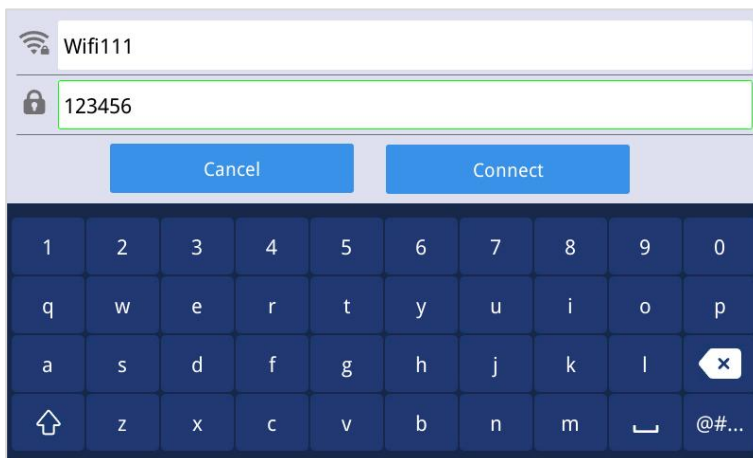 Wifi111
123456
Cancel Connect
1 2 3 4 5 6 7 8 9 0
q w e r t y u i o p
a s d f g h j k l
z x c v b n m @#...